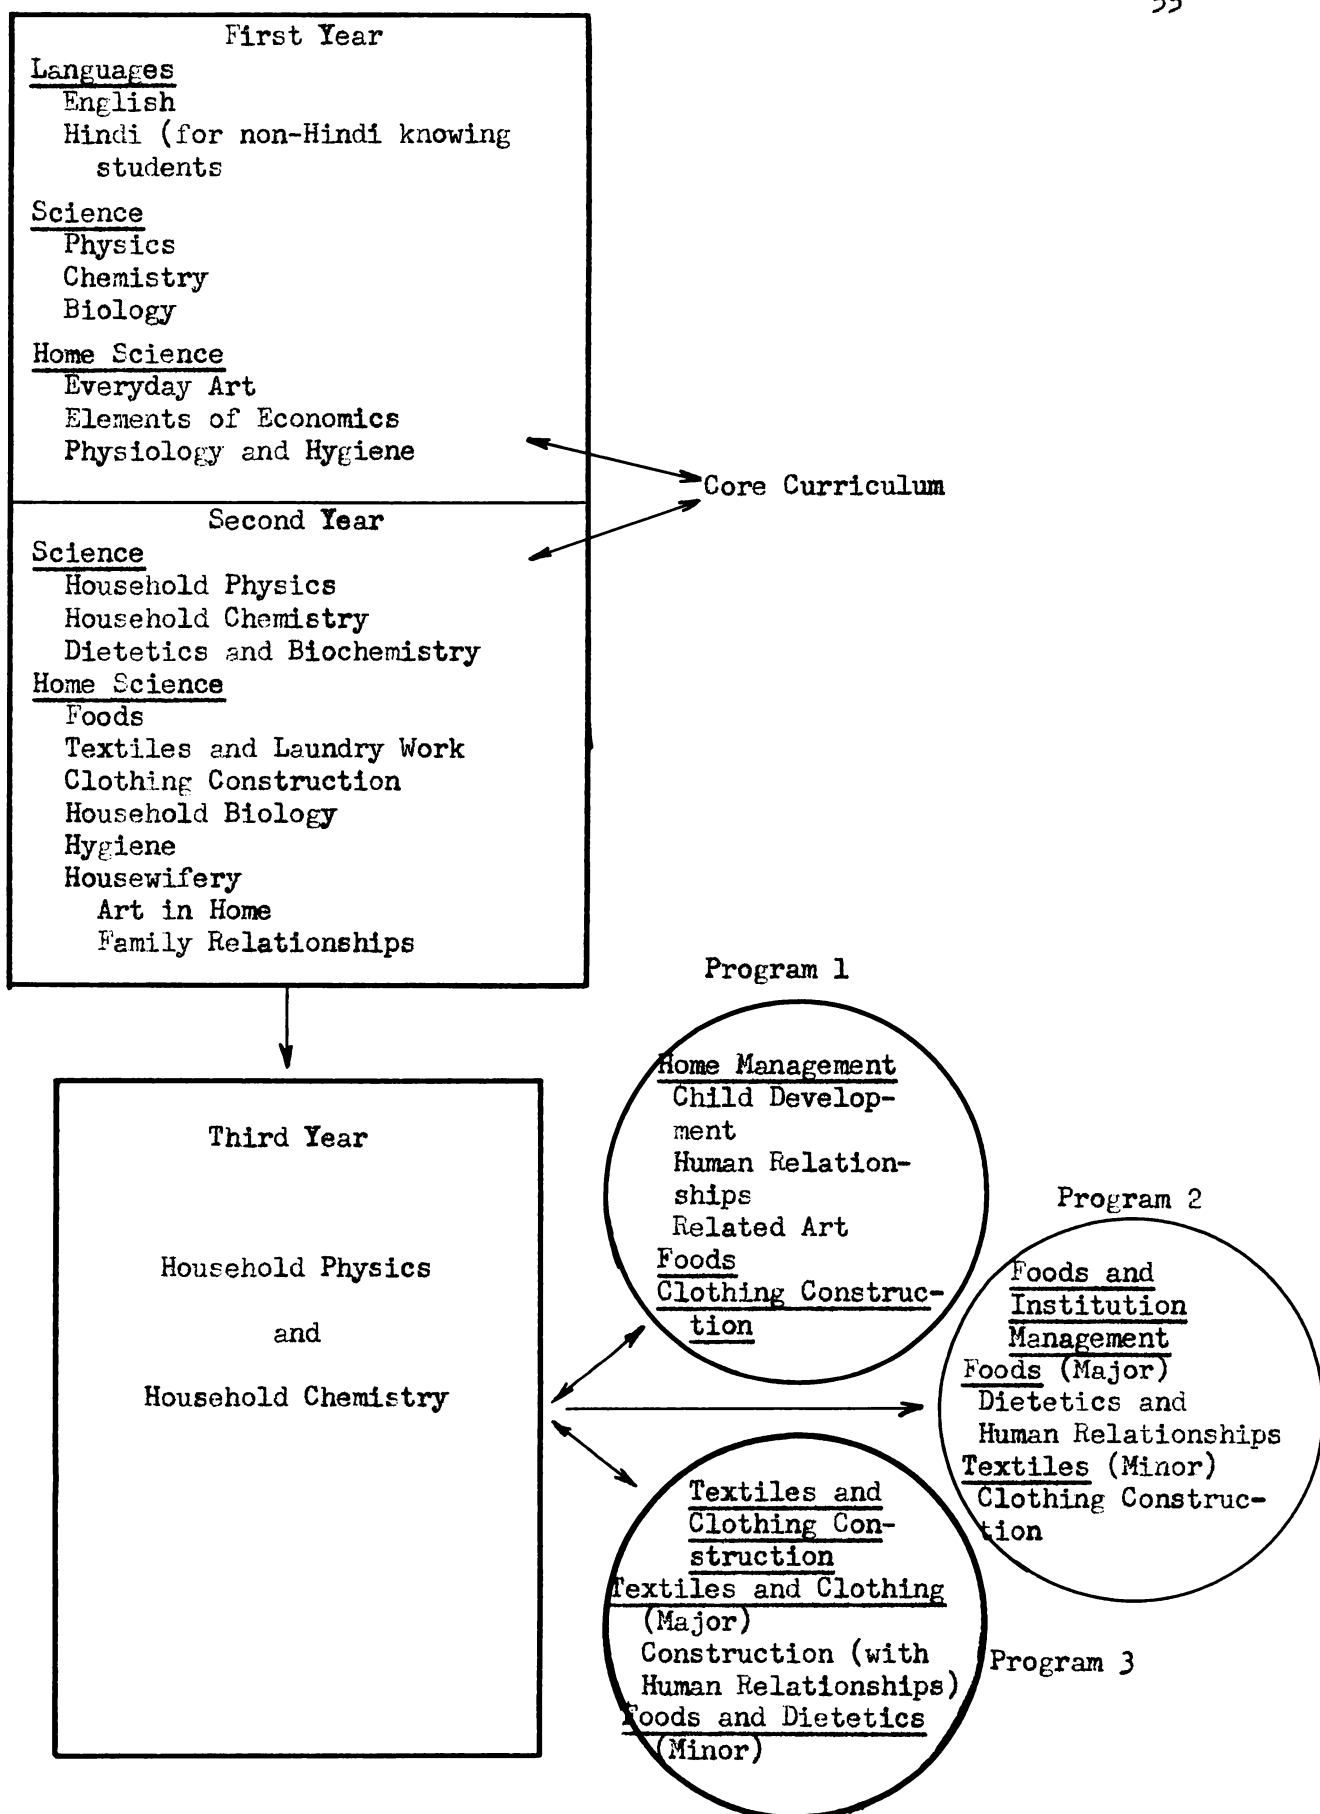 First Year
Languages
English
Hindi (for non-Hindi knowing
students
Science
Physics
Chemistry
Biology
Home Science
Everyday Art
Elements of Economics
Physiology and Hygiene
Core Curriculum
Second Year
Science
Household Physics
Household Chemistry
Dietetics and Biochemistry
Home Science
Foods
Textiles and Laundry Work
Clothing Construction
Household Biology
Hygiene
Housewifery
Art in Home
Family Relationships
Third Year
Household Physics
and
Household Chemistry
Program 1
Home Management
Child Develop-
ment
Human Relation-
ships
Related Art
Foods
Clothing Construc-
tion
Program 2
Foods and
Institution
Management
Foods (Major)
Dietetics and
Human Relationships
Textiles (Minor)
Clothing Construc-
tion
Textiles and
Clothing Con-
struction
Textiles and Clothing
(Major)
Construction (with
Human Relationships)
Foods and Dietetics
(Minor)
Program 3